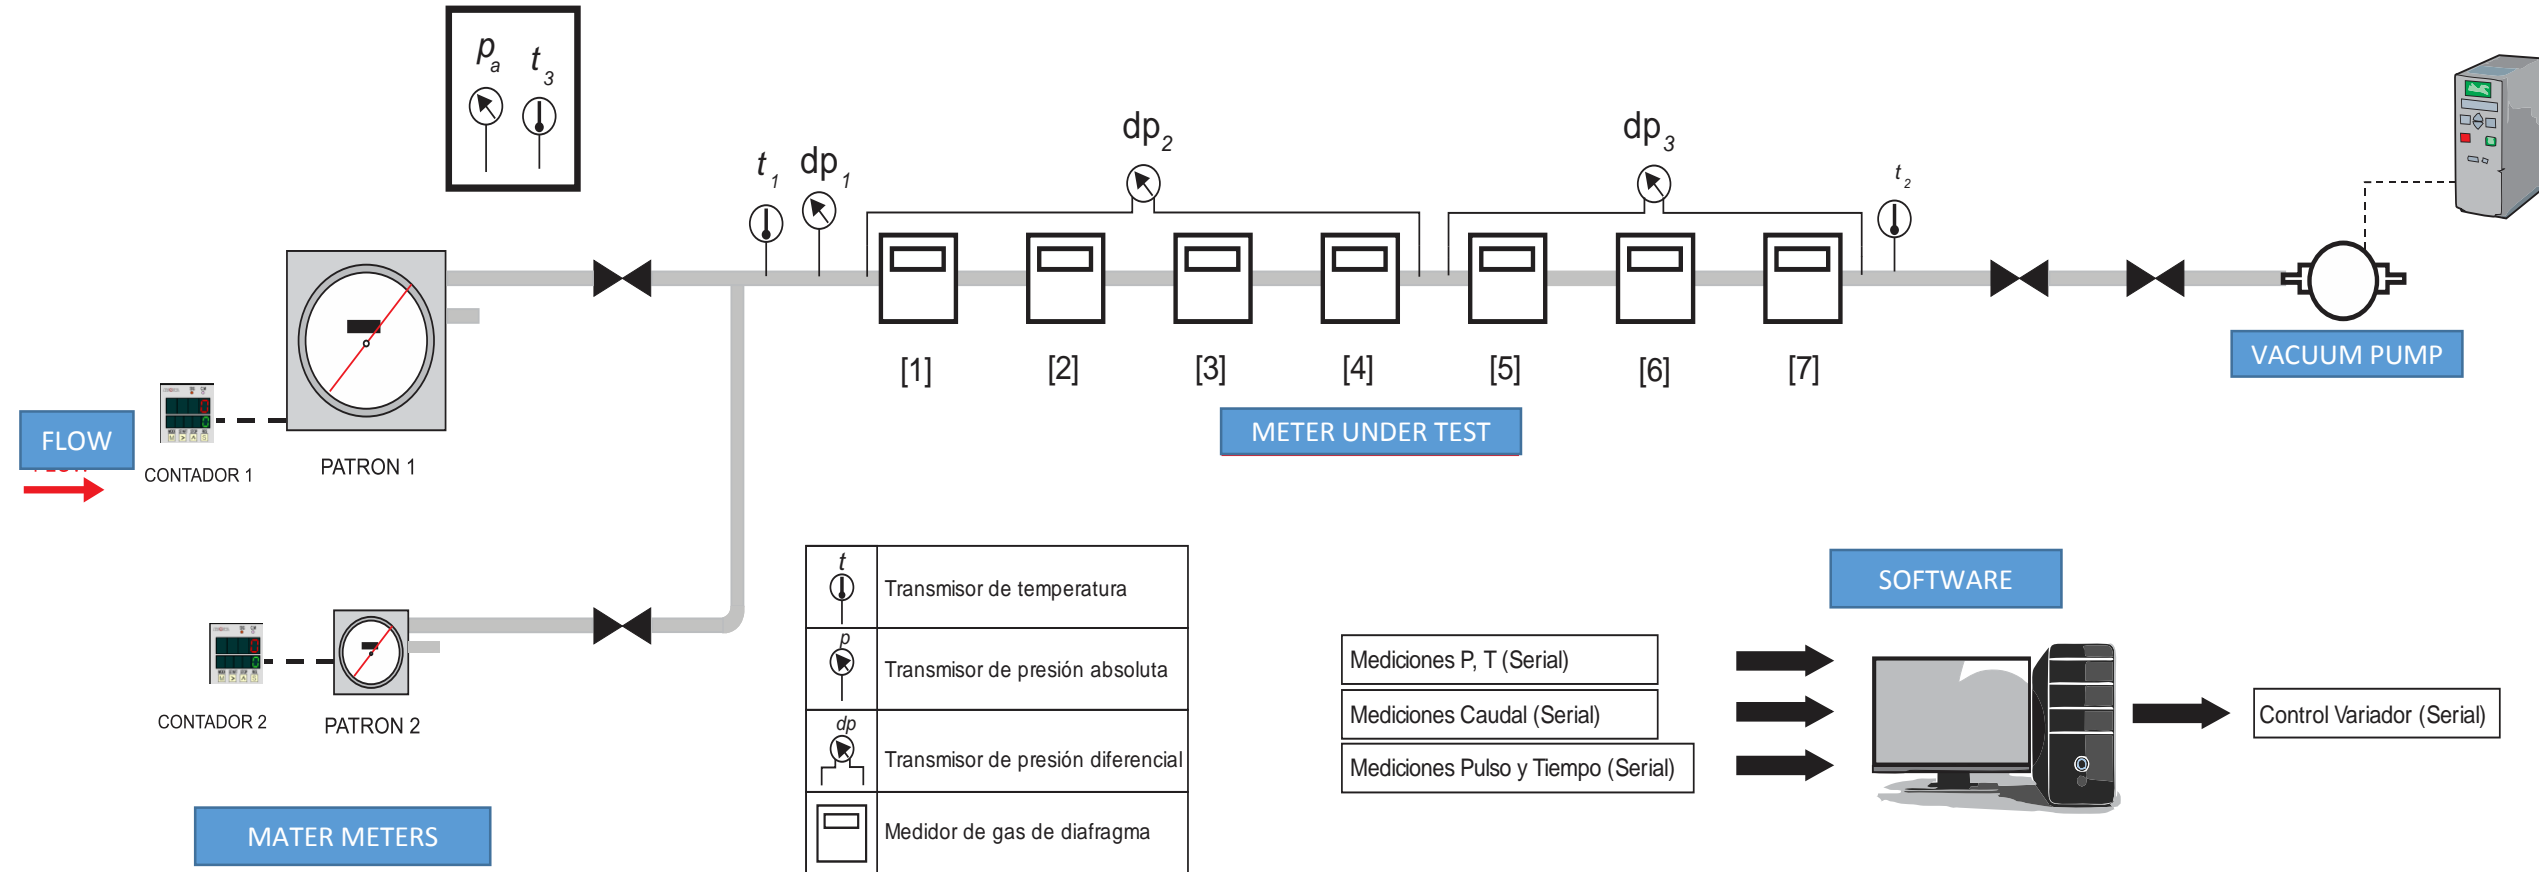 p a
t 3
t 1
dp 1
dp 2
dp 3
t 2
[1]
[2]
[3]
[4]
[5]
[6]
[7]
VACUUM PUMP
METER UNDER TEST
FLOW
CONTADOR 1
PATRON 1
CONTADOR 2
PATRON 2
MATER METERS
t
Transmisor de temperatura
p
Transmisor de presión absoluta
dp
Transmisor de presión diferencial
Medidor de gas de diafragma
SOFTWARE
Mediciones P, T (Serial)
Mediciones Caudal (Serial)
Mediciones Pulso y Tiempo (Serial)
Control Variador (Serial)